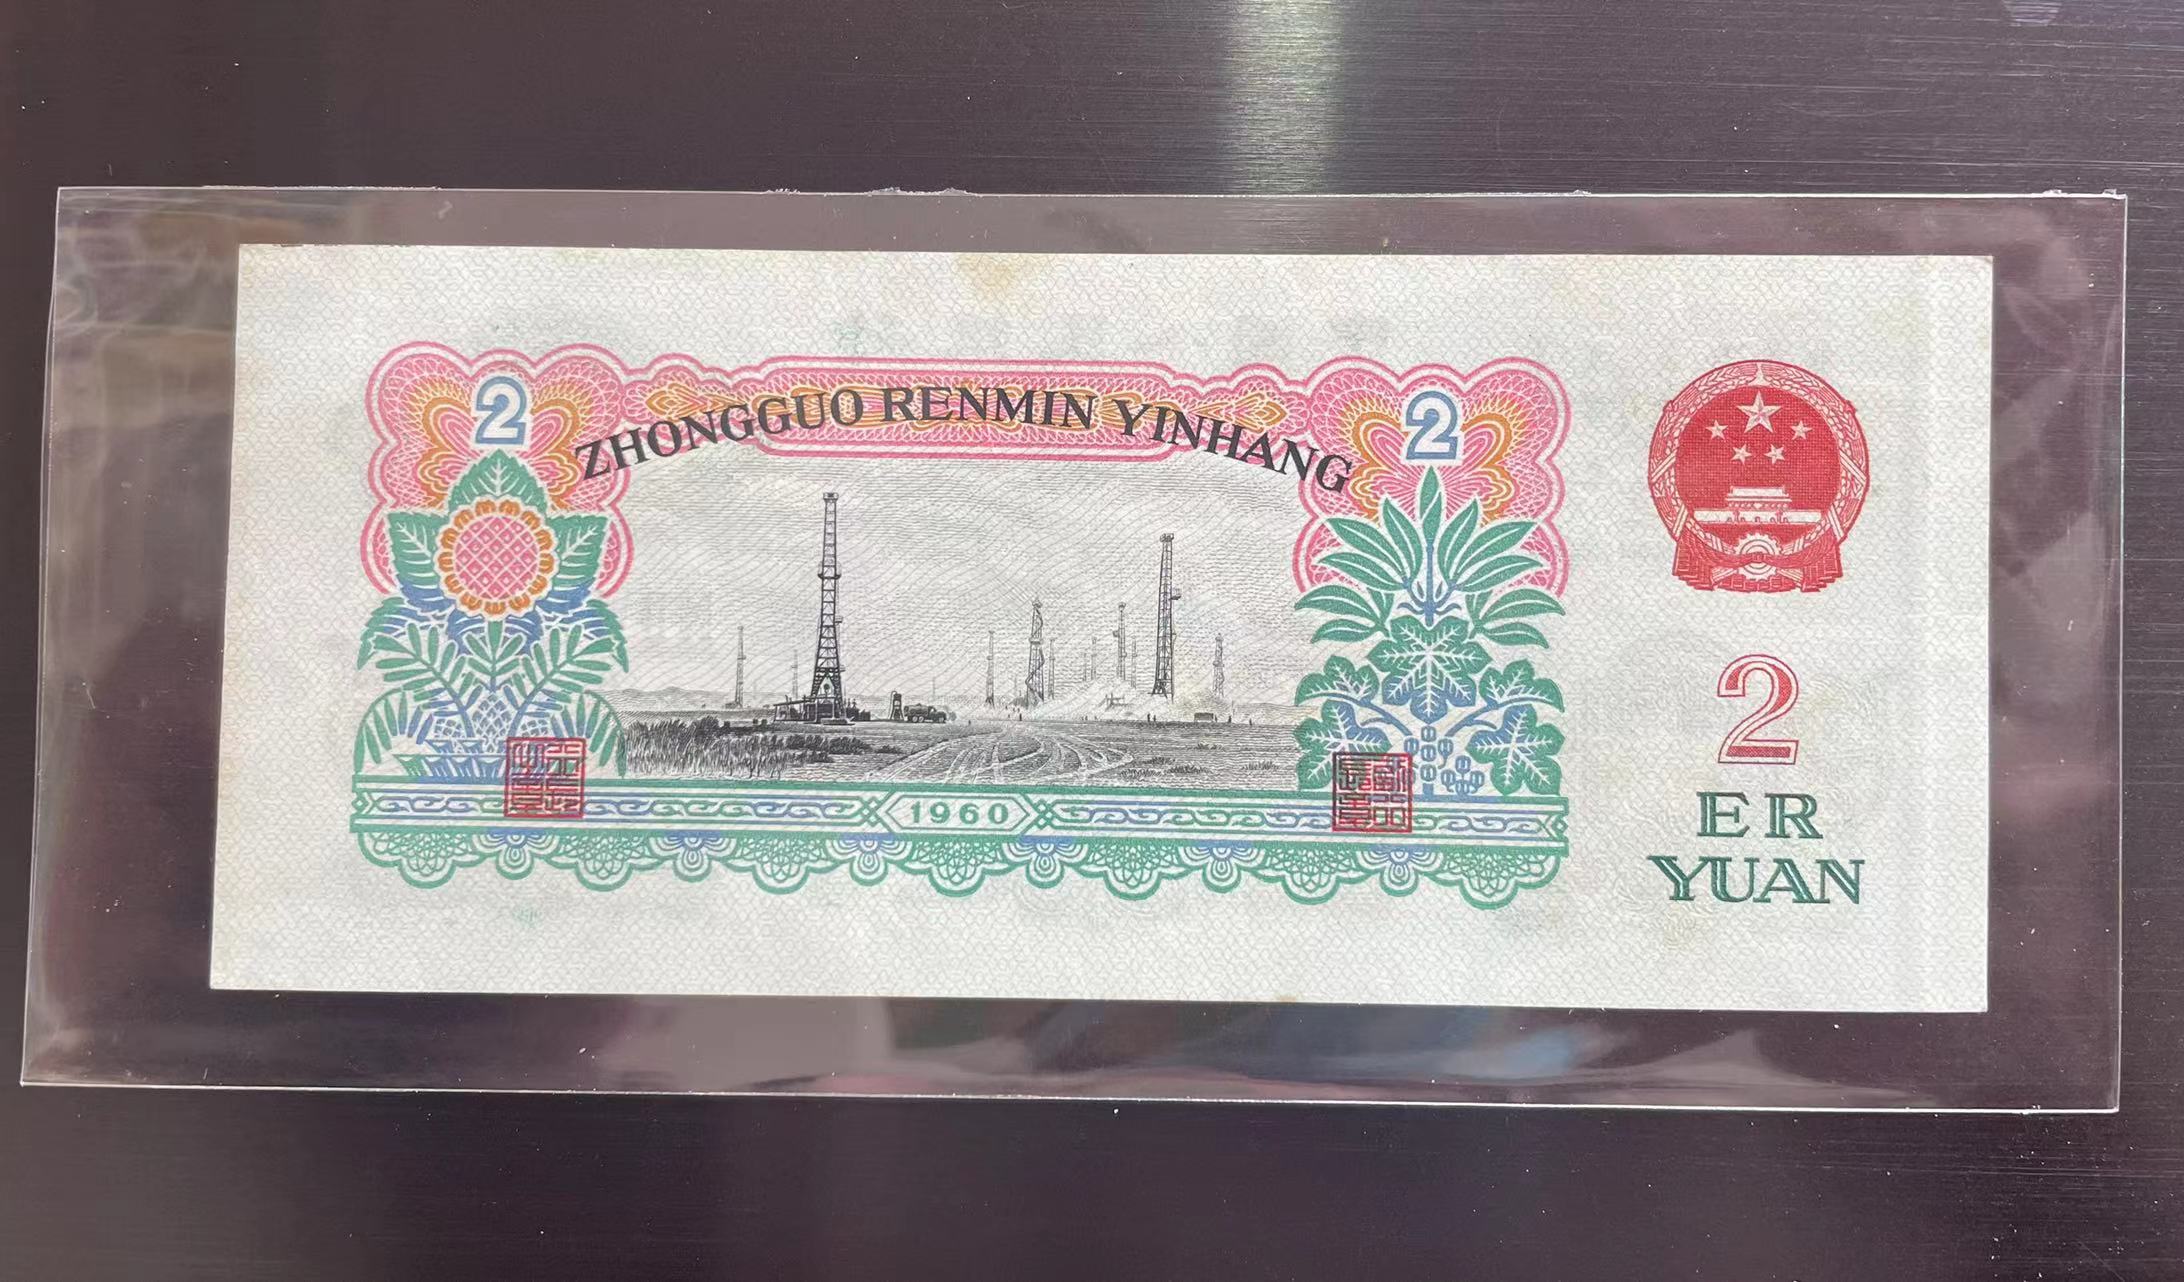 2
2
ZHONGGUO RENMIN YINHANG
2
ER
YUAN
1960